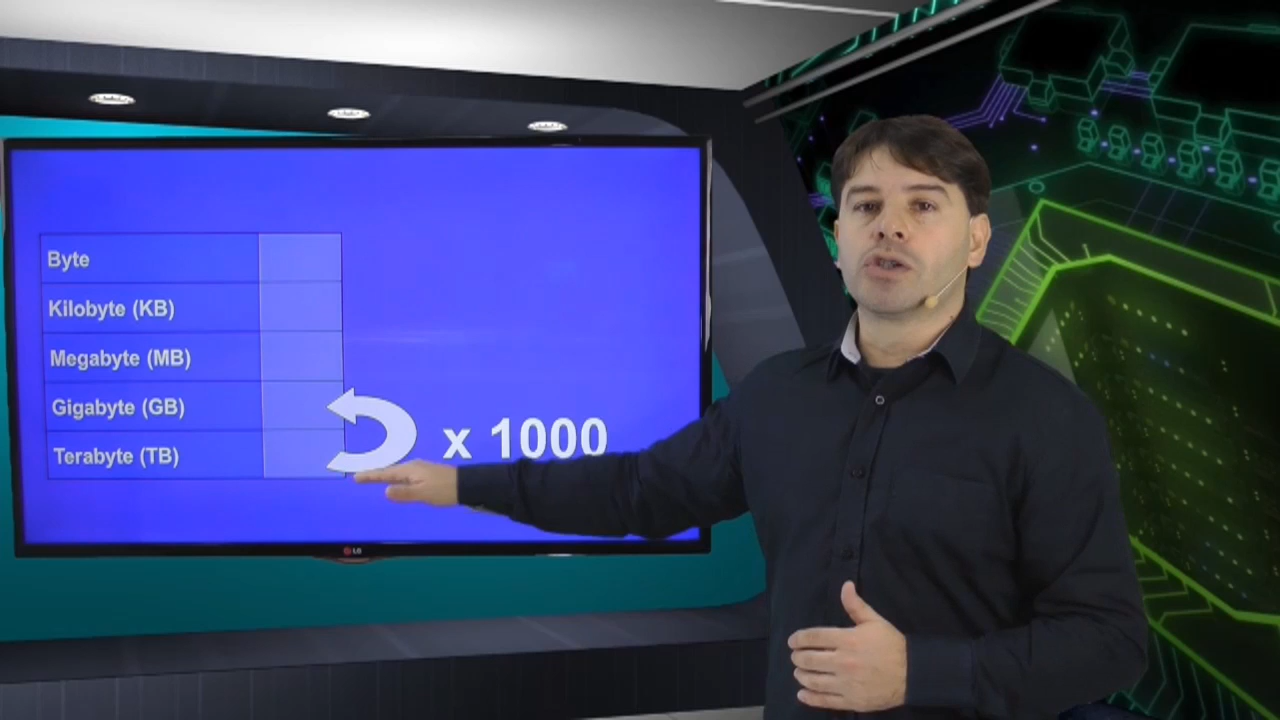 Byte
Kilobyte (KB)
Megabyte (MB)
Gigabyte (GB)
Terabyte (TB)
x 1000
LG